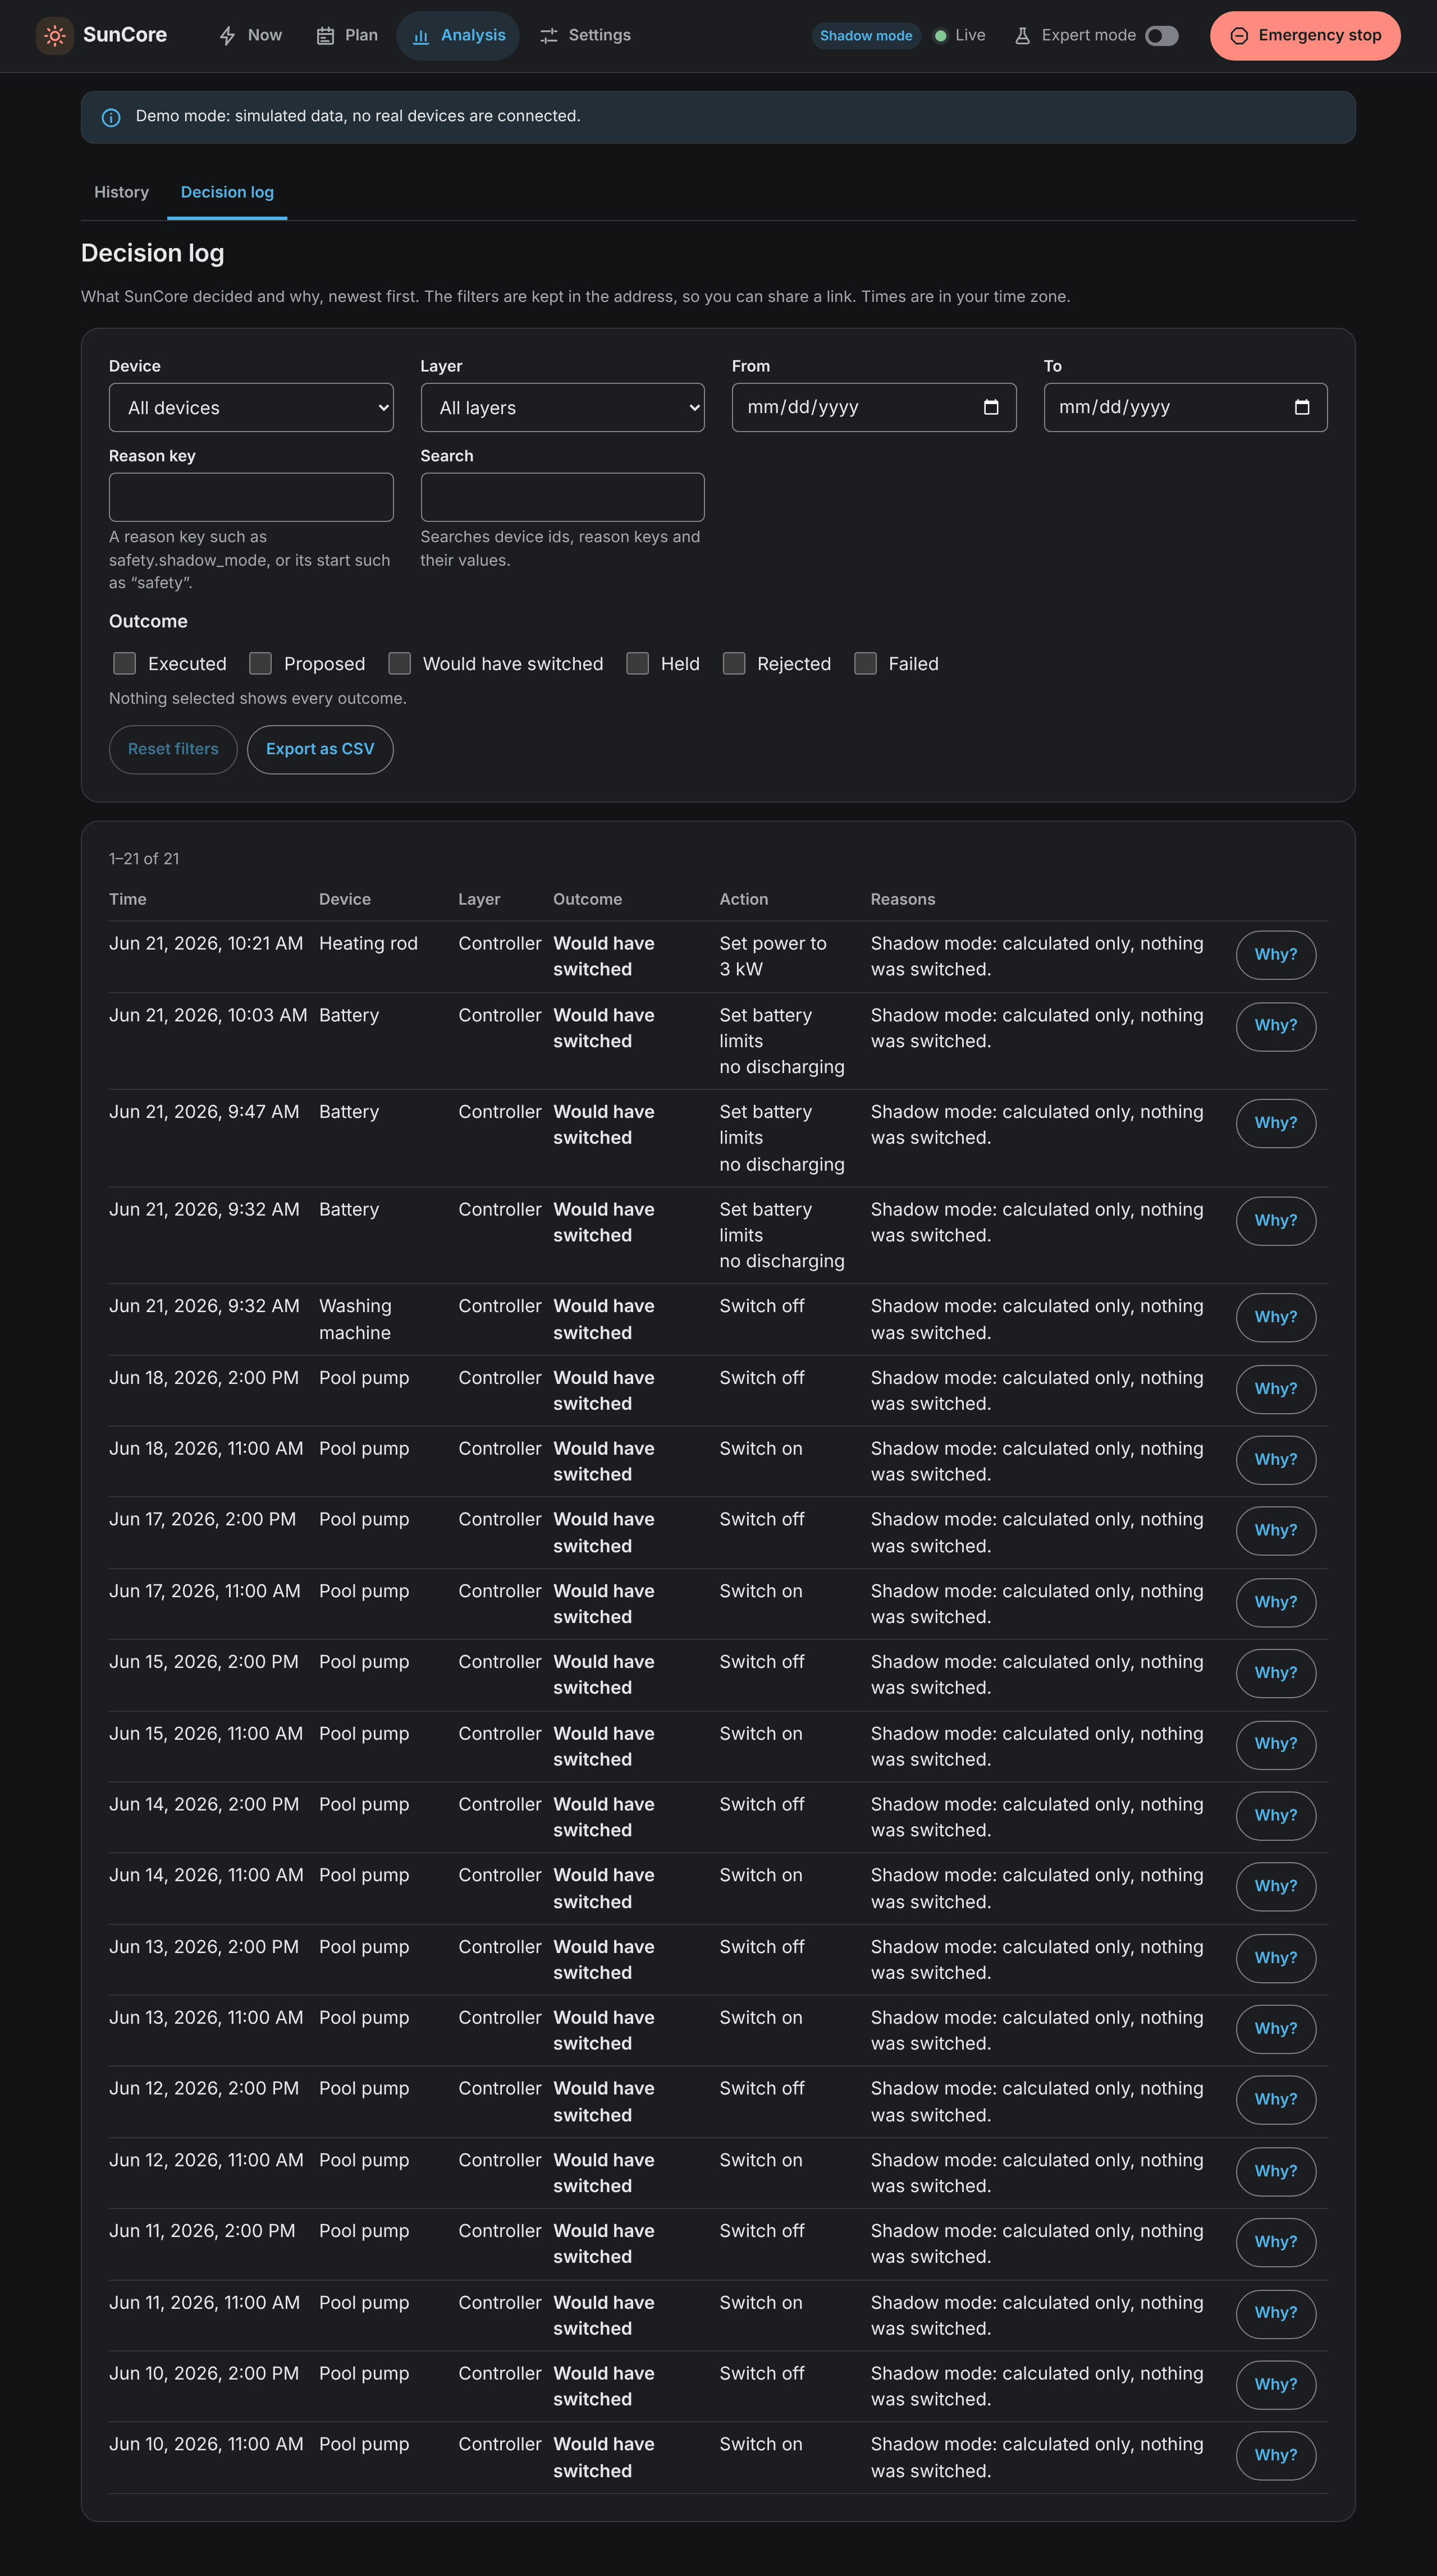 SunCore
Now
Plan
Analysis
Settings
Shadow mode
Live
Expert mode
Emergency stop
Demo mode: simulated data, no real devices are connected.
History
Decision log
Decision log
What SunCore decided and why, newest first. The filters are kept in the address, so you can share a link. Times are in your time zone.
Device
Layer
From
To
All devices
All layers
mm/dd/yyyy
mm/dd/yyyy
Reason key
Search
A reason key such as
safety.shadow_mode, or its start such
as “safety”.
Searches device ids, reason keys and
their values.
Outcome
Executed
Proposed
Would have switched
Held
Rejected
Failed
Nothing selected shows every outcome.
Reset filters
Export as CSV
1–21 of 21
Time Device Layer Outcome Action Reasons
Jun 21, 2026, 10:21 AM Heating rod Controller Would have Set power to Shadow mode: calculated only, nothing Why?
switched 3 kW was switched.
Jun 21, 2026, 10:03 AM Battery Controller Would have Set battery Shadow mode: calculated only, nothing Why?
switched limits was switched.
no discharging
Jun 21, 2026, 9:47 AM Battery Controller Would have Set battery Shadow mode: calculated only, nothing Why?
switched limits was switched.
no discharging
Jun 21, 2026, 9:32 AM Battery Controller Would have Set battery Shadow mode: calculated only, nothing Why?
switched limits was switched.
no discharging
Jun 21, 2026, 9:32 AM Washing Controller Would have Switch off Shadow mode: calculated only, nothing Why?
machine switched was switched.
Jun 18, 2026, 2:00 PM Pool pump Controller Would have Switch off Shadow mode: calculated only, nothing Why?
switched was switched.
Jun 18, 2026, 11:00 AM Pool pump Controller Would have Switch on Shadow mode: calculated only, nothing Why?
switched was switched.
Jun 17, 2026, 2:00 PM Pool pump Controller Would have Switch off Shadow mode: calculated only, nothing Why?
switched was switched.
Jun 17, 2026, 11:00 AM Pool pump Controller Would have Switch on Shadow mode: calculated only, nothing Why?
switched was switched.
Jun 15, 2026, 2:00 PM Pool pump Controller Would have Switch off Shadow mode: calculated only, nothing Why?
switched was switched.
Jun 15, 2026, 11:00 AM Pool pump Controller Would have Switch on Shadow mode: calculated only, nothing Why?
switched was switched.
Jun 14, 2026, 2:00 PM Pool pump Controller Would have Switch off Shadow mode: calculated only, nothing Why?
switched was switched.
Jun 14, 2026, 11:00 AM Pool pump Controller Would have Switch on Shadow mode: calculated only, nothing Why?
switched was switched.
Jun 13, 2026, 2:00 PM Pool pump Controller Would have Switch off Shadow mode: calculated only, nothing Why?
switched was switched.
Jun 13, 2026, 11:00 AM Pool pump Controller Would have Switch on Shadow mode: calculated only, nothing Why?
switched was switched.
Jun 12, 2026, 2:00 PM Pool pump Controller Would have Switch off Shadow mode: calculated only, nothing Why?
switched was switched.
Jun 12, 2026, 11:00 AM Pool pump Controller Would have Switch on Shadow mode: calculated only, nothing Why?
switched was switched.
Jun 11, 2026, 2:00 PM Pool pump Controller Would have Switch off Shadow mode: calculated only, nothing Why?
switched was switched.
Jun 11, 2026, 11:00 AM Pool pump Controller Would have Switch on Shadow mode: calculated only, nothing Why?
switched was switched.
Jun 10, 2026, 2:00 PM Pool pump Controller Would have Switch off Shadow mode: calculated only, nothing Why?
switched was switched.
Jun 10, 2026, 11:00 AM Pool pump Controller Would have Switch on Shadow mode: calculated only, nothing Why?
switched was switched.